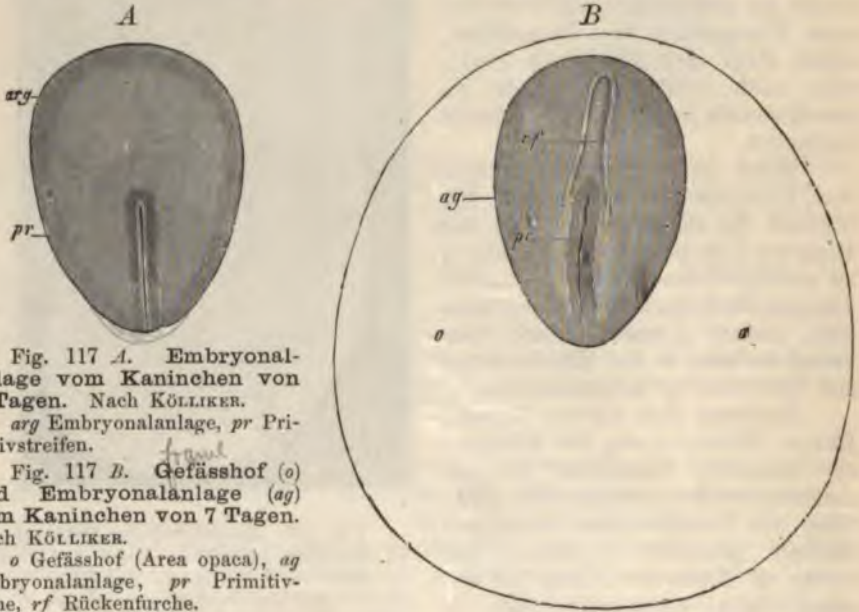 A
B
arg
pr
rf
ag
pr
o
o
Fig. 117 A. Embryonal-
lage vom Kaninchen von
Tagen. Nach KÖLLIKER.
arg Embryonalanlage, pr Pri-
ivstreifen.
frame
Fig. 117 B. Gefässhof (o)
d Embryonalanlage (ag)
m Kaninchen von 7 Tagen.
ch KÖLLIKER.
o Gefässhof (Area opaca), ag
bryonalanlage, pr Primitiv-
ne, rf Rückenfurche.